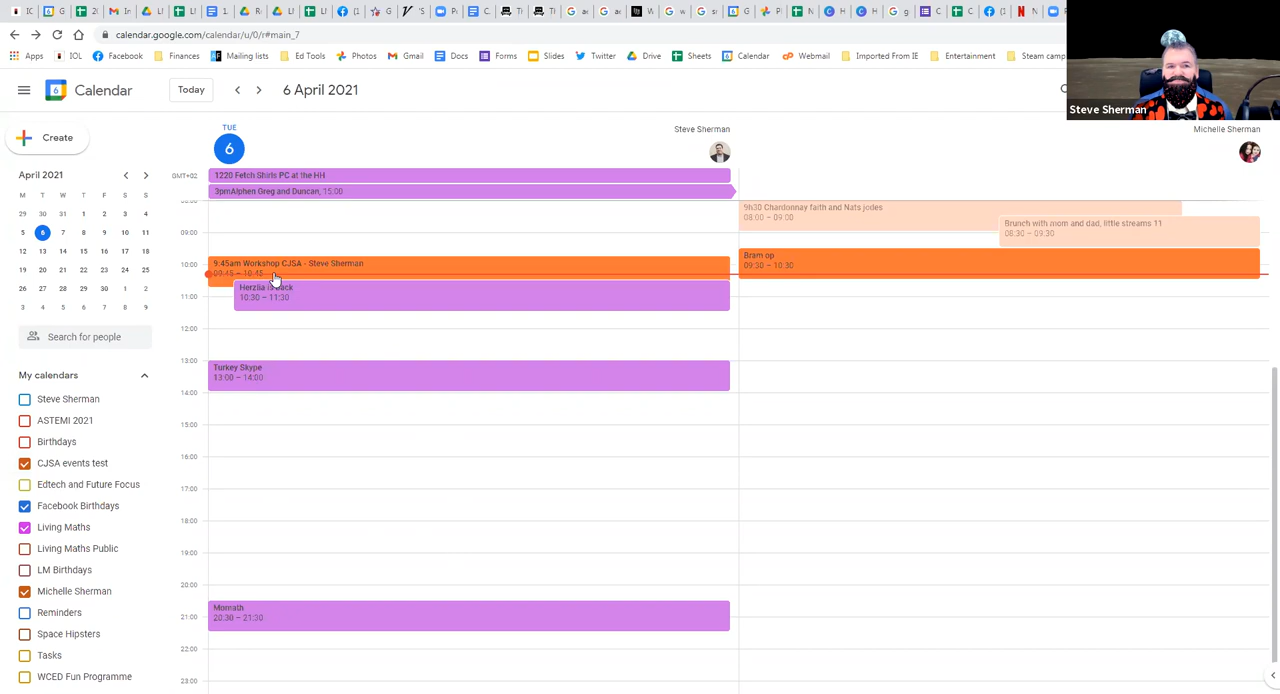 calendar.google.com/calendar/u/0/r#main_7
Apps
IOL
Facebook
Finances
Mailing lists
Ed Tools
Photos
Gmail
Docs
Forms
Slides
Twitter
Drive
Sheets
Calendar
Webmail
Imported From IE
Entertainment
Steam camp
Steve Sherman
Calendar
Today
6 April 2021
Create
TUE
6
Steve Sherman
Michelle Sherman
GMT+02
1220 Fetch Shirls PC at the HH
3pmAlphen Greg and Duncan, 15:00
April 2021
M T W T F S S
29 30 31 1 2 3 4
5 6 7 8 9 10 11
12 13 14 15 16 17 18
19 20 21 22 23 24 25
26 27 28 29 30 1 2
3 4 5 6 7 8 9
Search for people
My calendars
Steve Sherman
ASTEMI 2021
Birthdays
CJSA events test
Edtech and Future Focus
Facebook Birthdays
Living Maths
Living Maths Public
LM Birthdays
Michelle Sherman
Reminders
Space Hipsters
Tasks
WCED Fun Programme
09:00
10:00
11:00
12:00
13:00
14:00
15:00
16:00
17:00
18:00
19:00
20:00
21:00
22:00
23:00
9:45am Workshop CJSA - Steve Sherman
09:45 – 10:45
Herzlia is back
10:30 – 11:30
Turkey Skype
13:00 – 14:00
Momath
20:30 – 21:30
9h30 Chardonnay faith and Nats jodes
08:00 – 09:00
Brunch with mom and dad, little streams 11
08:30 – 09:30
Bram op
09:30 – 10:30